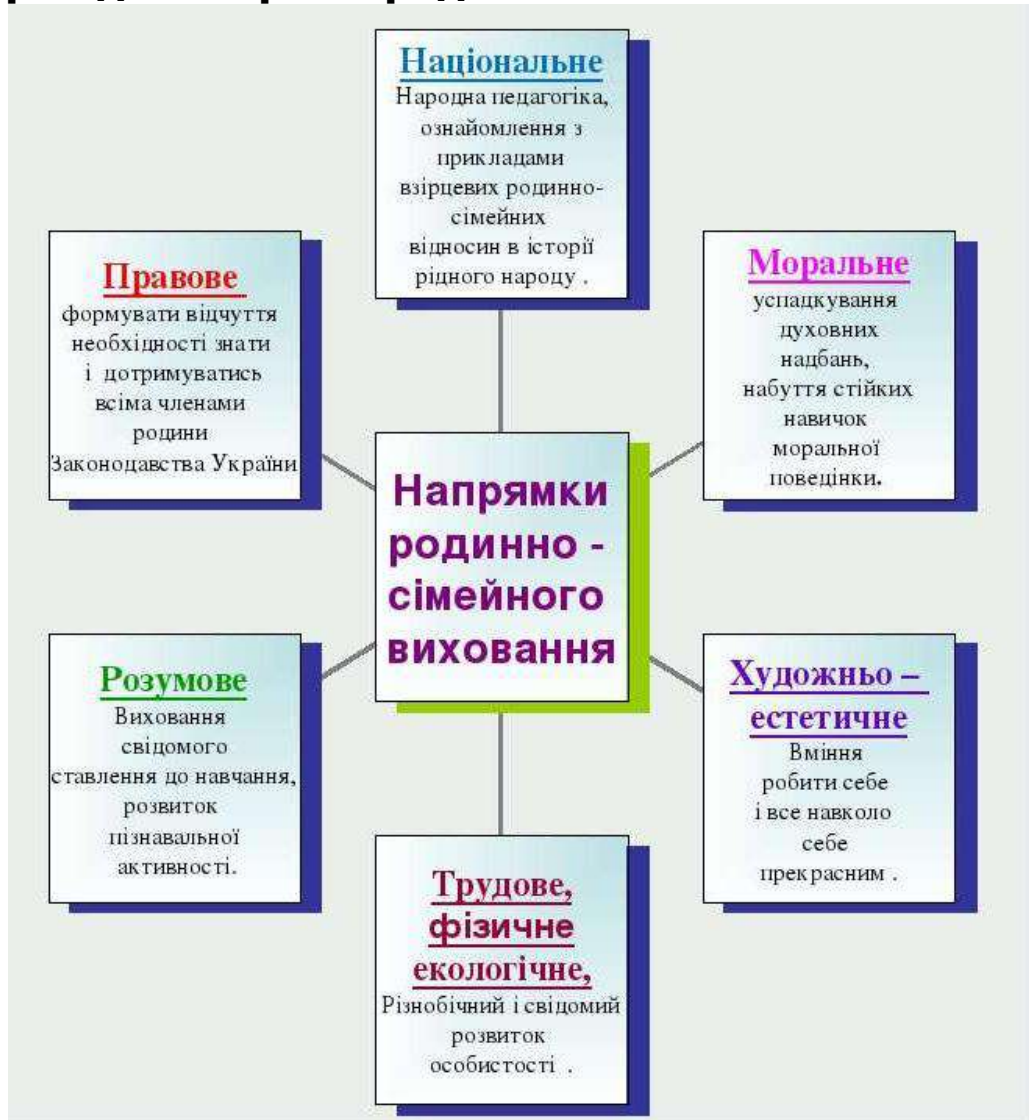 Національне
Народна педагогіка,
ознайомлення з
прикладами
взірцевих родинно-
сімейних
відносин в історії
рідного народу .
Правове
формувати відчуття
необхідності знати
і дотримуватись
всіма членами
родини
Законодавства України
Моральне
успадкування
духовних
надбань,
набуття стійких
навичок
моральної
поведінки.
Напрямки
родинно -
сімейного
виховання
Розумове
Виховання
свідомого
ставлення до навчання,
розвиток
пізнавальної
активності.
Художньо –
естетичне
Вміння
робити себе
і все навколо
себе
прекрасним .
Трудове,
фізичне
екологічне,
Різнобічний і свідомий
розвиток
особистості .